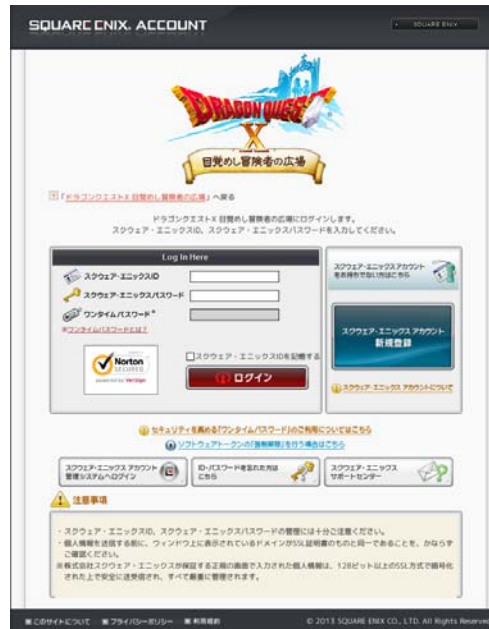 SQUARE ENIX. ACCOUNT
SQUARE ENIX
DRAGON QUEST
X
目覚めし冒険者の広場
「ドラゴンクエストX 目覚めし冒険者の広場」へ戻る
ドラゴンクエストX 目覚めし冒険者の広場にログインします。
スクウェア・エニックスID、スクウェア・エニックスパスワードを入力してください。
Log In Here
スクウェア・エニックスID
スクウェア・エニックスパスワード
ワンタイムパスワード*
※ワンタイムパスワードとは?
Norton
SECURED
powered by VeriSign
スクウェア・エニックスIDを記憶する
ログイン
スクウェア・エニックスアカウント
をお持ちでない方はこちら
スクウェア・エニックス アカウント
新規登録
スクウェア・エニックス アカウントについて
セキュリティを高める「ワンタイムパスワード」のご利用についてはこちら
ソフトウェアトークンの「強制解除」を行う場合はこちら
スクウェア・エニックス アカウント
管理システムへログイン
ID・パスワードを忘れた方は
こちら
スクウェア・エニックス
サポートセンター
注意事項
・スクウェア・エニックスID、スクウェア・エニックスパスワードの管理には十分ご注意ください。
・個人情報を送信する前に、ウィンドウ上に表示されているドメインがSSL証明書のものと同一であることを、かならず
ご確認ください。
※株式会社スクウェア・エニックスが保証する正規の画面で入力された個人情報は、128ビット以上のSSL方式で暗号化
された上で安全に送受信され、すべて厳重に管理されます。
このサイトについて
プライバシーポリシー
利用規約
© 2013 SQUARE ENIX CO., LTD. All Rights Reserve